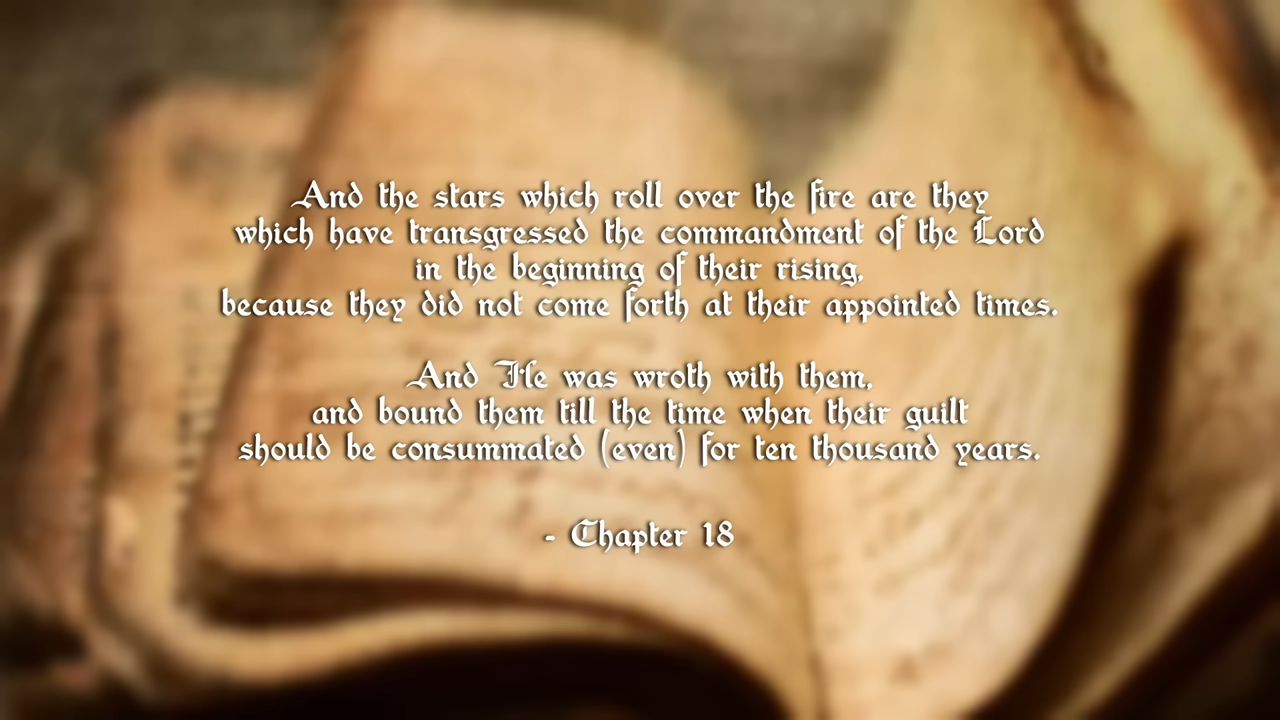 And the stars which roll over the fire are they
which have transgressed the commandment of the Lord
in the beginning of their rising,
because they did not come forth at their appointed times.
And He was wroth with them,
and bound them till the time when their guilt
should be consummated (even) for ten thousand years.
- Chapter 18